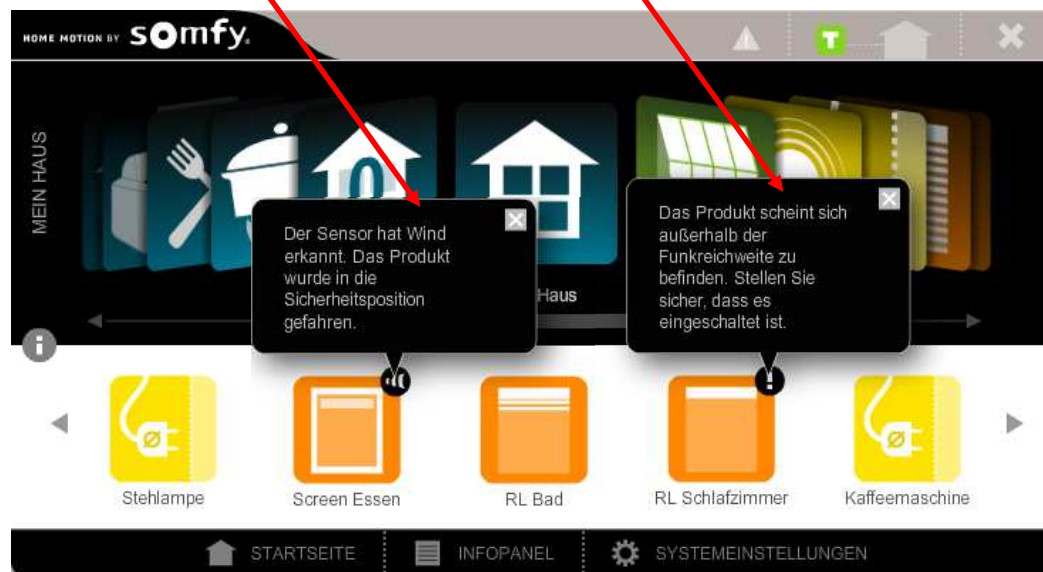 HOME MOTION BY somfy.
T
MEIN HAUS
Der Sensor hat Wind
erkannt. Das Produkt
wurde in die
Sicherheitsposition
gefahren.
Das Produkt scheint sich
außerhalb der
Funkreichweite zu
befinden. Stellen Sie
sicher, dass es
eingeschaltet ist.
Haus
Stehlampe
Screen Essen
RL Bad
RL Schlafzimmer
Kaffeemaschine
STARTSEITE
INFOPANEL
SYSTEMEINSTELLUNGEN